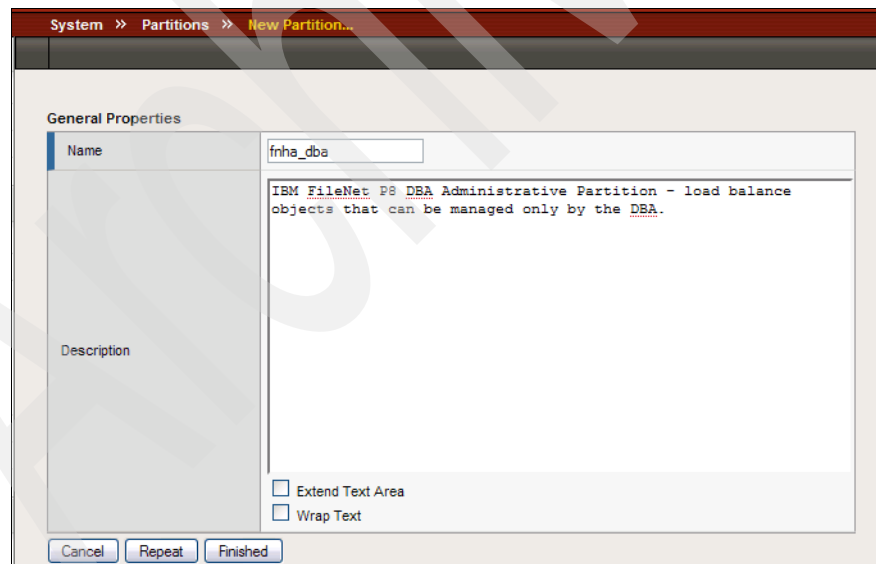 System » Partitions » New Partition...
General Properties
Name fnha_dba
IBM FileNet P8 DBA Administrative Partition - load balance
objects that can be managed only by the DBA.
Description
Extend Text Area
Wrap Text
Cancel Repeat Finished